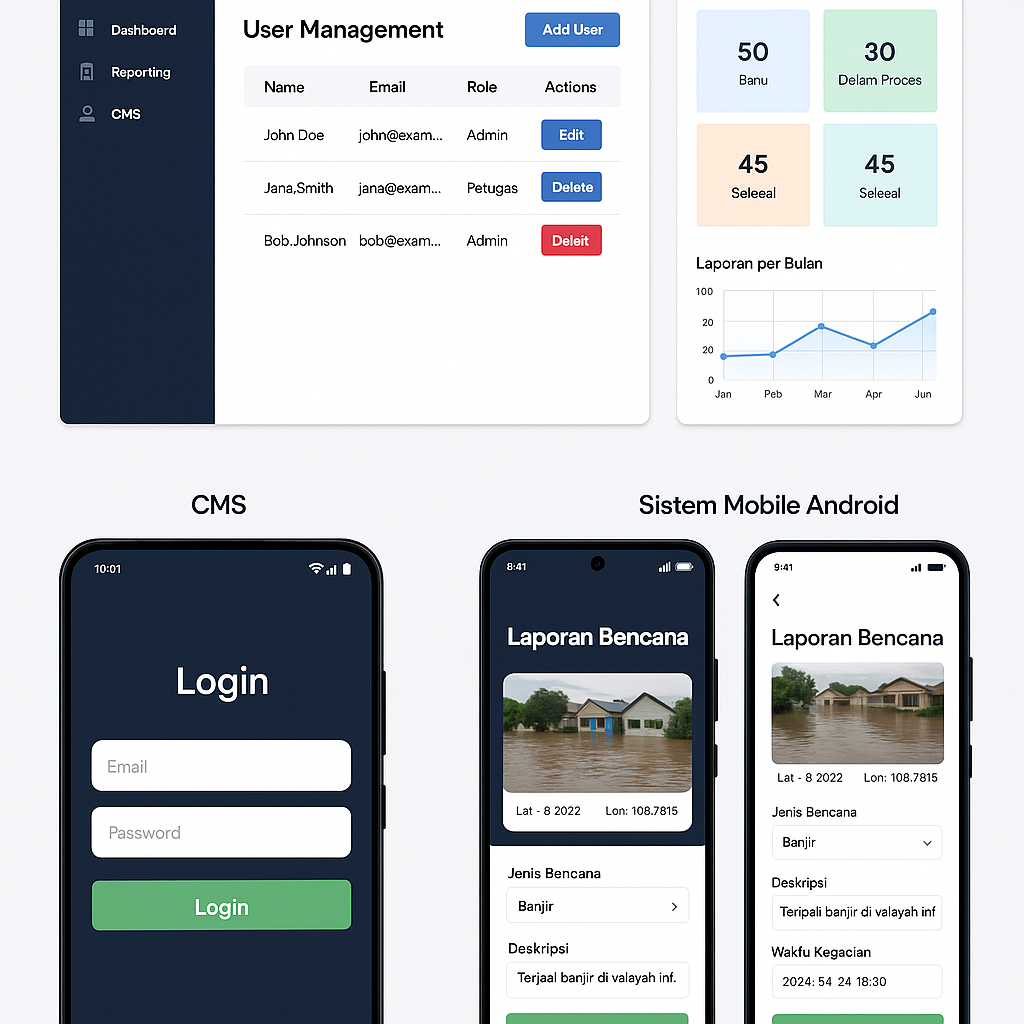 Dashboerd
Reporting
CMS
User Management
Add User
Name Email Role Actions
John Doe john@exam... Admin Edit
Jana,Smith jana@exam... Petugas Delete
Bob.Johnson bob@exam... Admin Deleit
50
Banu
30
Delam Proces
45
Seleeal
45
Seleeal
Laporan per Bulan
100
20
20
0
Jan Peb Mar Apr Jun
CMS
10:01
Login
Email
Password
Login
Sistem Mobile Android
8:41
Laporan Bencana
Lat - 8 2022 Lon: 108.7815
Jenis Bencana
Banjir
Deskripsi
Terjaal banjir di valayah inf.
9:41
Laporan Bencana
Lat - 8 2022 Lon: 108.7815
Jenis Bencana
Banjir
Deskripsi
Teripali banjir di valayah inf
Wakfu Kegacian
2024: 54 24 18:30